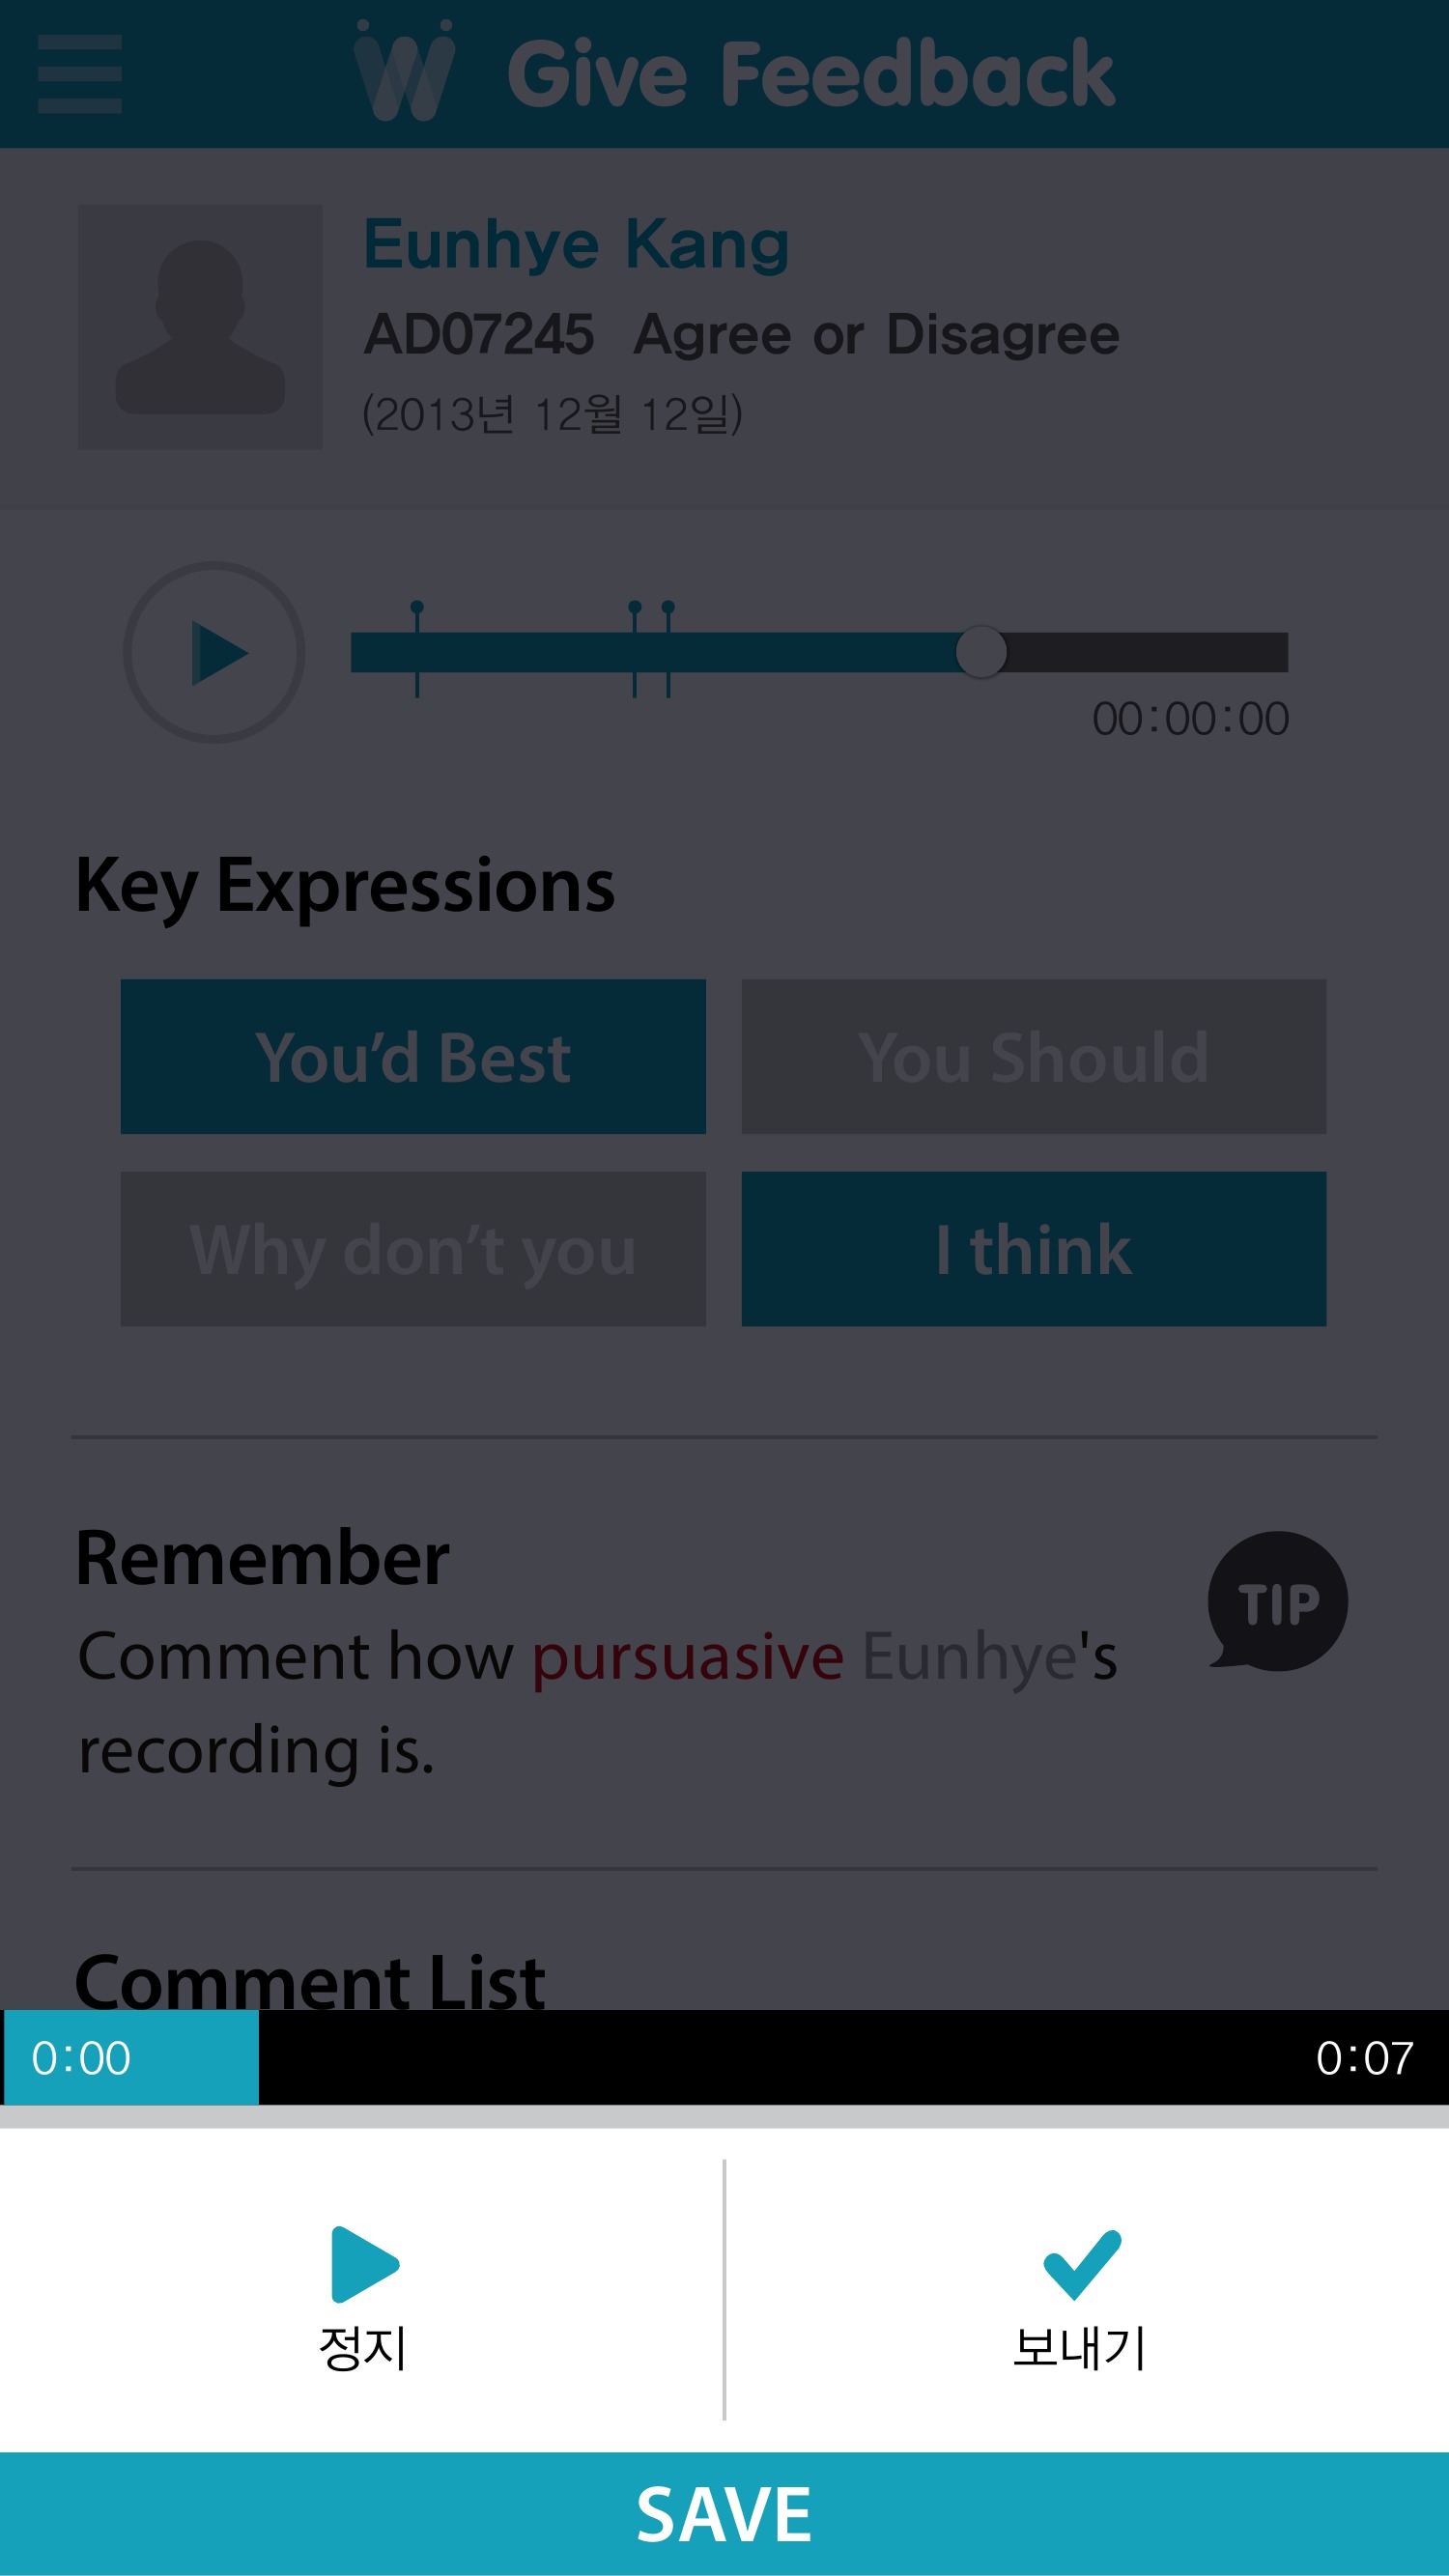 Give Feedback
Eunhye Kang
AD07245 Agree or Disagree
(2013년 12월 12일)
00:00:00
Key Expressions
You’d Best
You Should
Why don’t you
I think
Remember
TIP
Comment how pursuasive Eunhye's
recording is.
Comment List
0:00
0:07
정지
보내기
SAVE